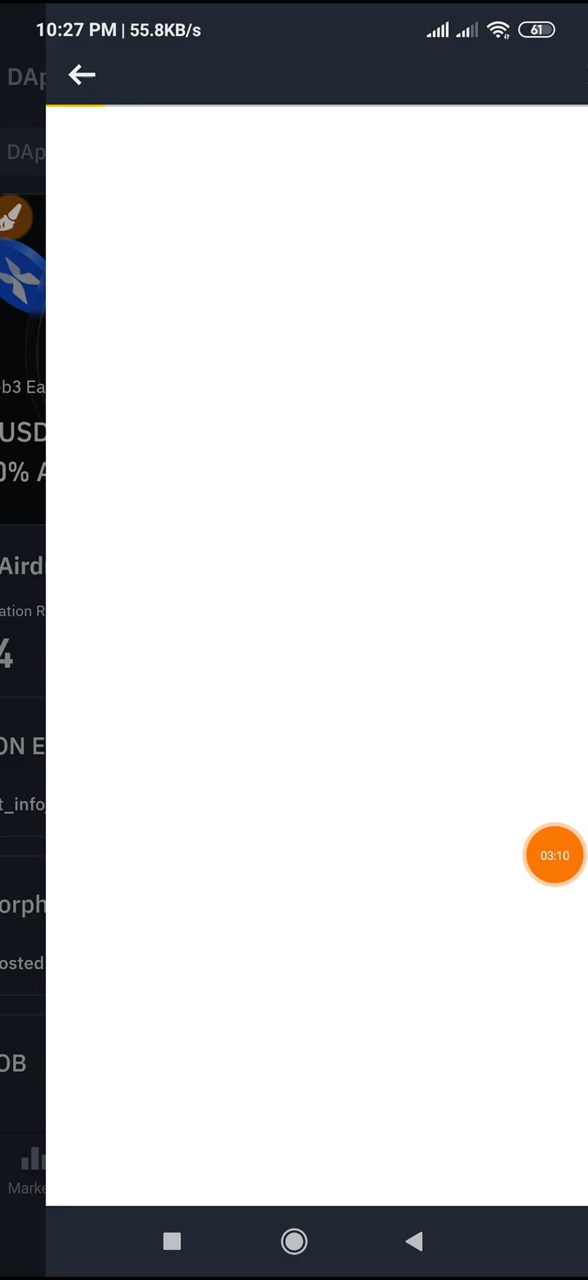 10:27 PM | 55.8KB/s
61
DAp
DAp
b3 Ea
USD
0% A
Aird
ation R
4
ON E
t_info
03:10
orph
osted
OB
Marke